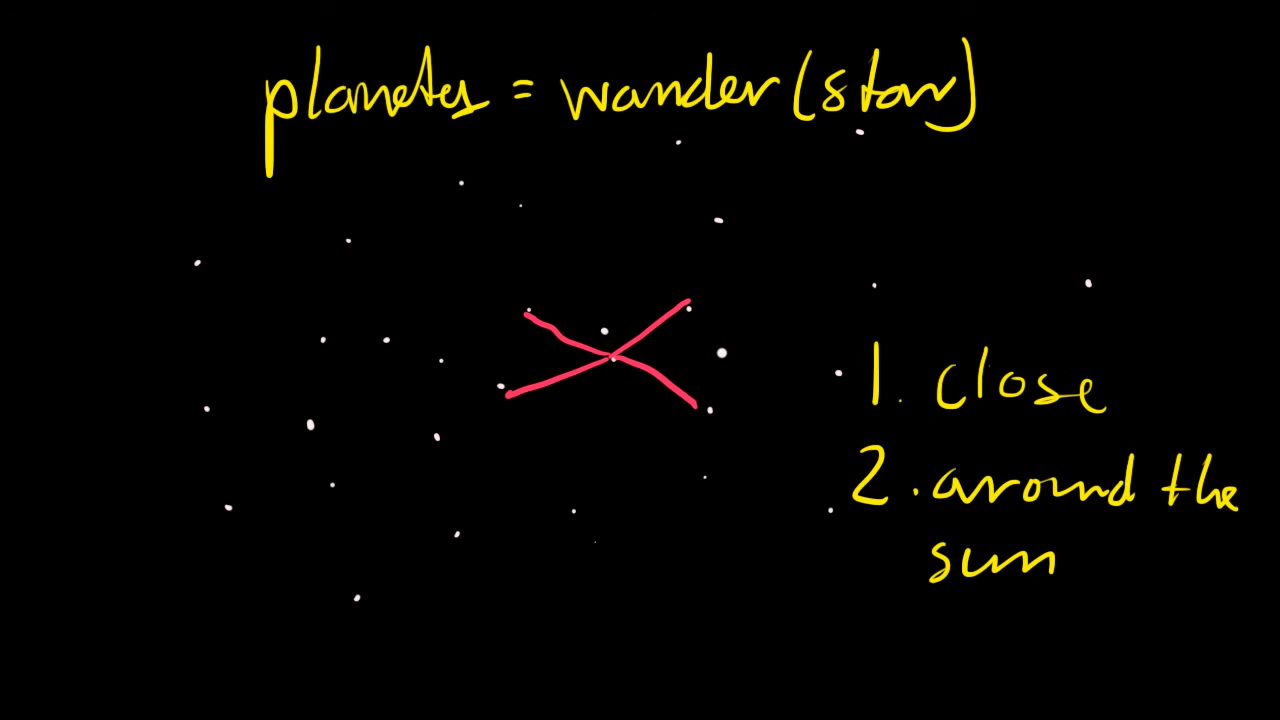 planetes = wander (star)
1. close
2. around the
sun